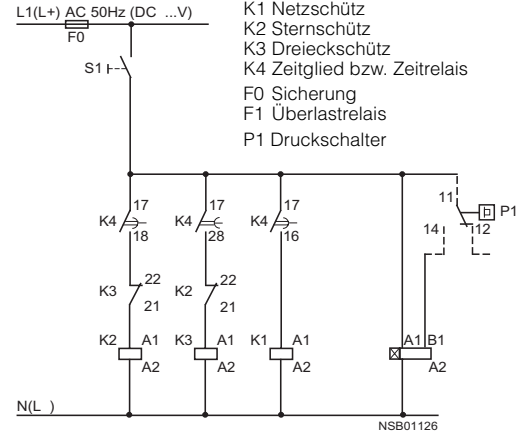 L1(L+) AC 50Hz (DC ...V)
F0
S1
K1 Netzschütz
K2 Sternschütz
K3 Dreieckschütz
K4 Zeitglied bzw. Zeitrelais
F0 Sicherung
F1 Überlastrelais
P1 Druckschalter
11
P1
14
12
17
K4
18
17
K4
28
17
K4
16
K3
22
21
K2
22
21
K2
A1
A2
K3
A1
A2
K1
A1
A2
A1
B1
A2
N(L )
NSB01126